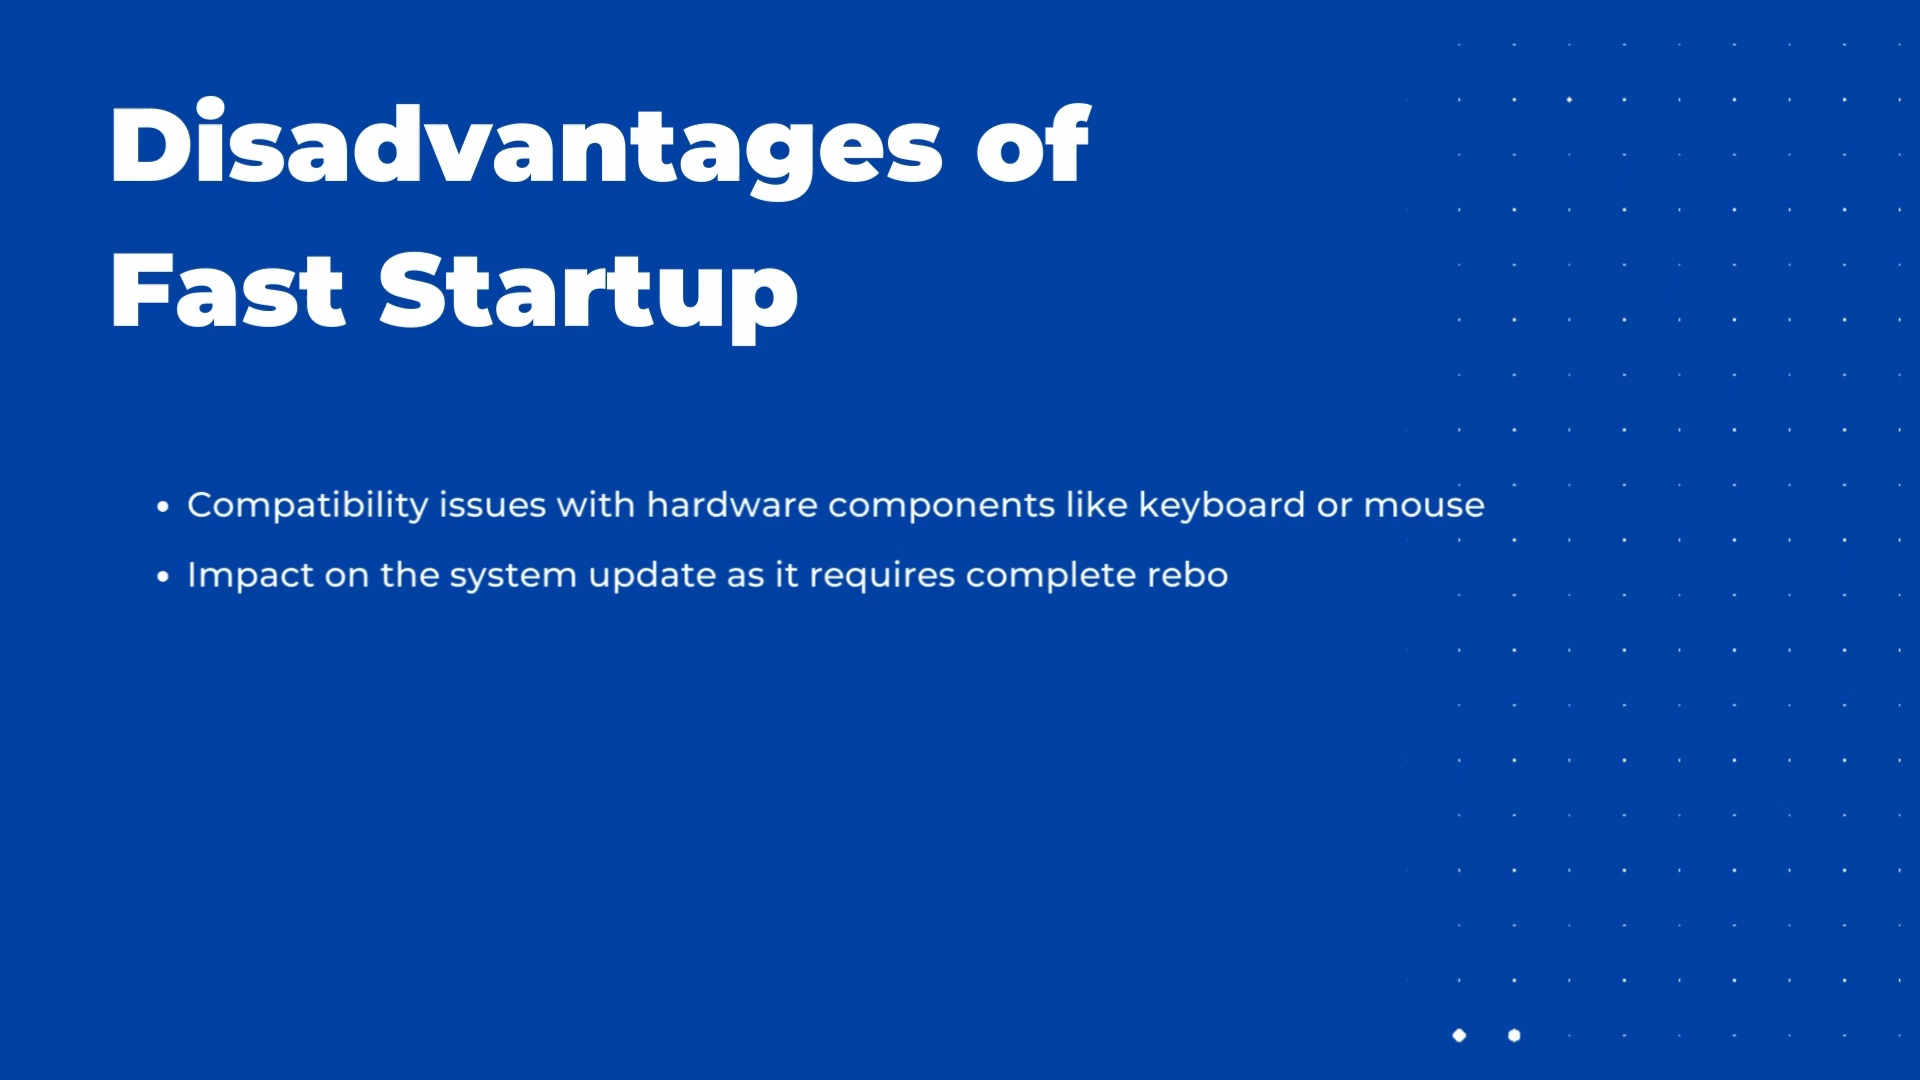 Disadvantages of
Fast Startup
• Compatibility issues with hardware components like keyboard or mouse
• Impact on the system update as it requires complete rebo